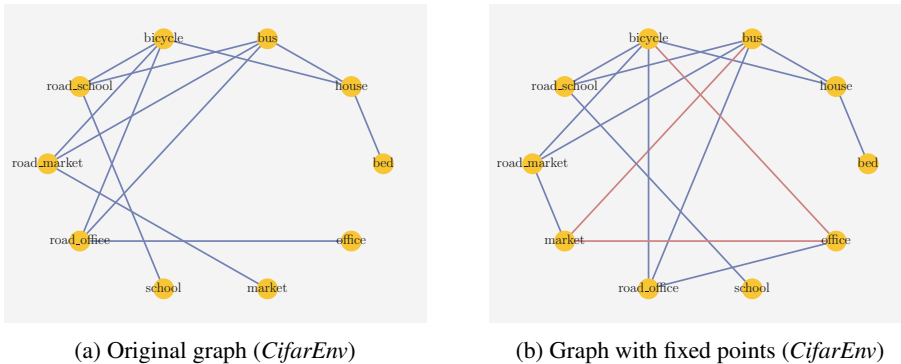 bicycle
bus
road_school
house
road_market
bed
road_office
office
school
market
(a) Original graph (CifarEnv)
bicycle
bus
road_school
house
road_market
bed
market
office
road_office
school
(b) Graph with fixed points (CifarEnv)